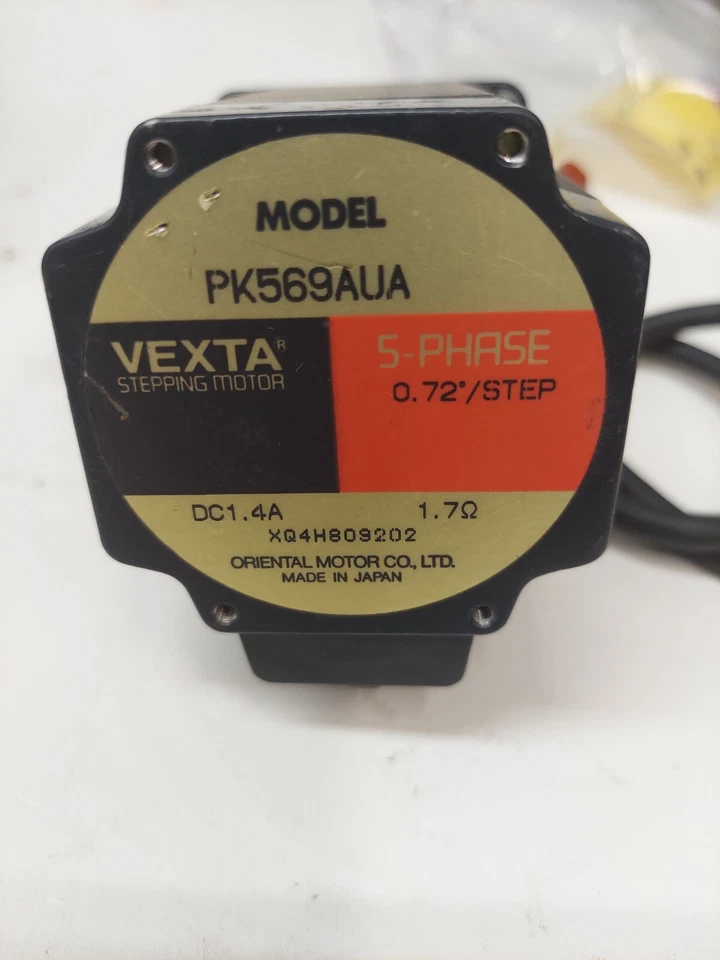 MODEL
PK569AUA
VEXTA®
STEPPING MOTOR
5-PHASE
0.72°/STEP
DC1.4A 1.7Ω
XQ4H809202
ORIENTAL MOTOR CO., LTD.
MADE IN JAPAN